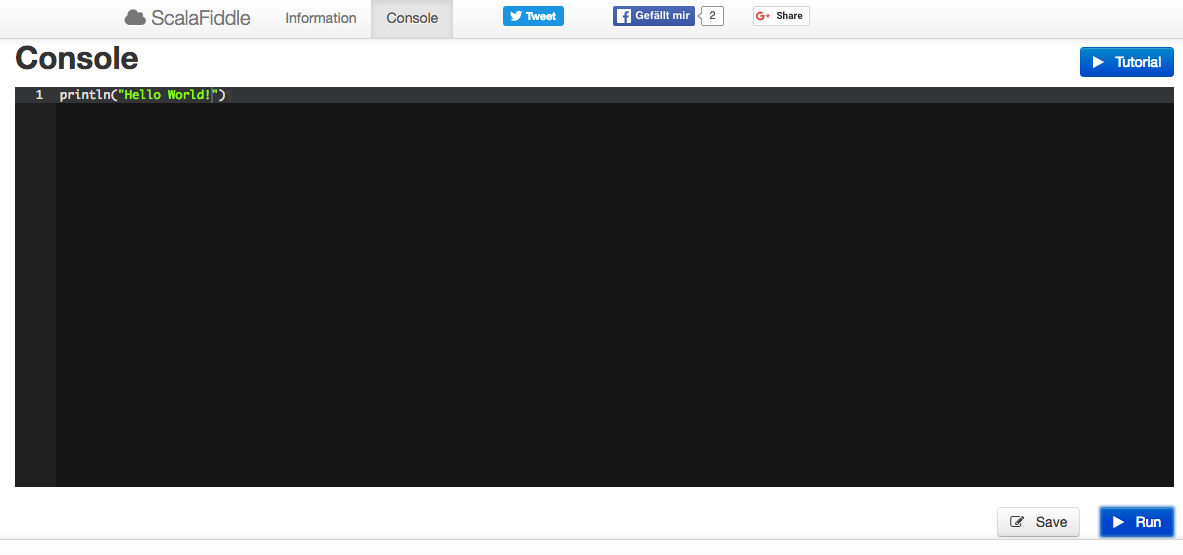 ScalaFiddle Information Console Tweet Gefällt mir 2 G+ Share
Console
Tutorial
1 println("Hello World!")
Save Run